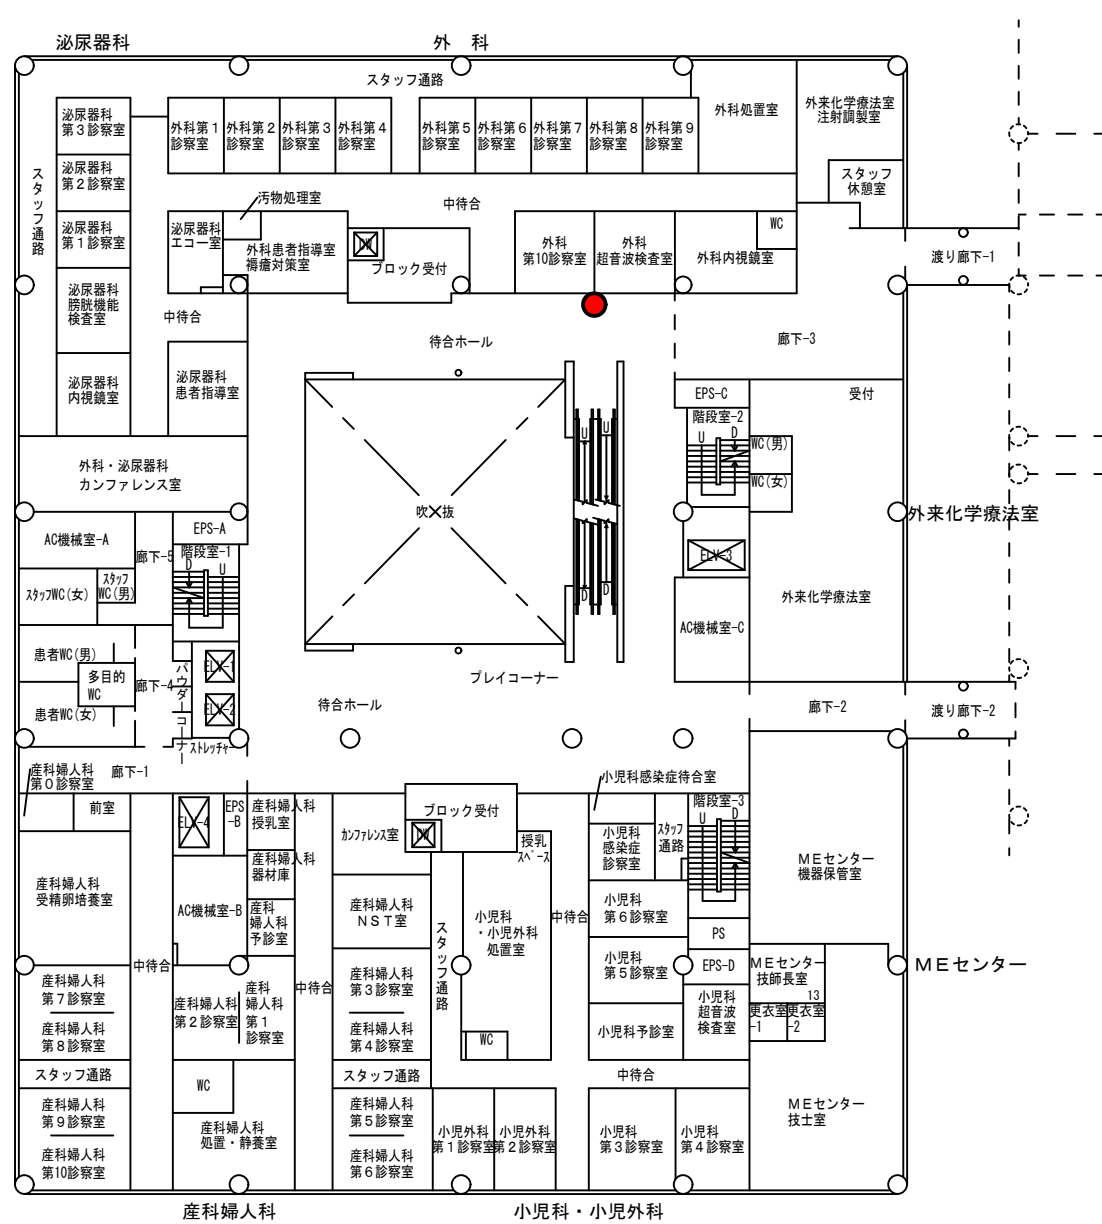 泌尿器科
外　科
スタッフ通路
泌尿器科
第３診察室
外科第１
診察室
外科第２
診察室
外科第３
診察室
外科第４
診察室
外科第５
診察室
外科第６
診察室
外科第７
診察室
外科第８
診察室
外科第９
診察室
外科処置室
外来化学療法室
注射調製室
スタッフ通路
泌尿器科
第２診察室
スタッフ
休憩室
汚物処理室
中待合
泌尿器科
第１診察室
泌尿器科
エコー室
外科患者指導室
褥瘡対策室
DW
ブロック受付
外科
第10診察室
外科
超音波検査室
外科内視鏡室
WC
渡り廊下-1
泌尿器科
膀胱機能
検査室
中待合
待合ホール
廊下-3
泌尿器科
内視鏡室
泌尿器科
患者指導室
EPS-C
受付
階段室-2
U
D
U
U
WC(男)
WC(女)
外科・泌尿器科
カンファレンス室
吹抜
外来化学療法室
AC機械室-A
廊下-5
EPS-A
階段室-1
D
U
ELV-3
スタッフWC(女)
スタッフ
WC(男)
D
D
外来化学療法室
AC機械室-C
患者WC(男)
多目的
WC
患者WC(女)
廊下-4
パウダーコーナー
ELV-1
ELV-2
ストレッチャー
プレイコーナー
待合ホール
廊下-2
渡り廊下-2
産科婦人科
第０診察室
廊下-1
小児科感染症待合室
前室
ELV-4
EPS
-B
産科婦人科
授乳室
カンファレンス室
ブロック受付
DW
授乳
スペース
小児科
感染症
診察室
スタッフ
通路
階段室-3
U
D
産科婦人科
器材庫
ＭＥセンター
機器保管室
産科婦人科
受精卵培養室
AC機械室-B
産科
婦人科
予診室
産科婦人科
ＮＳＴ室
スタッフ通路
小児科
・小児外科
処置室
中待合
小児科
第６診察室
PS
中待合
中待合
小児科
第５診察室
EPS-D
ＭＥセンター
技師長室
13
ＭＥセンター
産科婦人科
第７診察室
産科婦人科
第８診察室
産科婦人科
第２診察室
産科
婦人科
第１
診察室
産科婦人科
第３診察室
産科婦人科
第４診察室
WC
小児科予診室
小児科
超音波
検査室
更衣室
-1
更衣室
-2
スタッフ通路
WC
スタッフ通路
中待合
産科婦人科
第９診察室
産科婦人科
第10診察室
産科婦人科
処置・静養室
産科婦人科
第５診察室
産科婦人科
第６診察室
小児外科
第１診察室
小児外科
第２診察室
小児科
第３診察室
小児科
第４診察室
ＭＥセンター
技士室
産科婦人科
小児科・小児外科